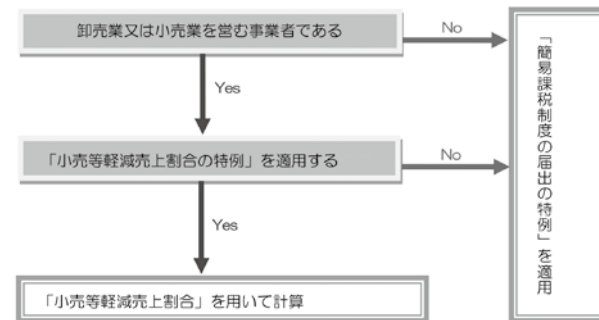 卸売業又は小売業を営む事業者である
No
Yes
「小売等軽減売上割合の特例」を適用する
No
Yes
「小売等軽減売上割合」を用いて計算
「簡易課税制度の届出の特例」を適用